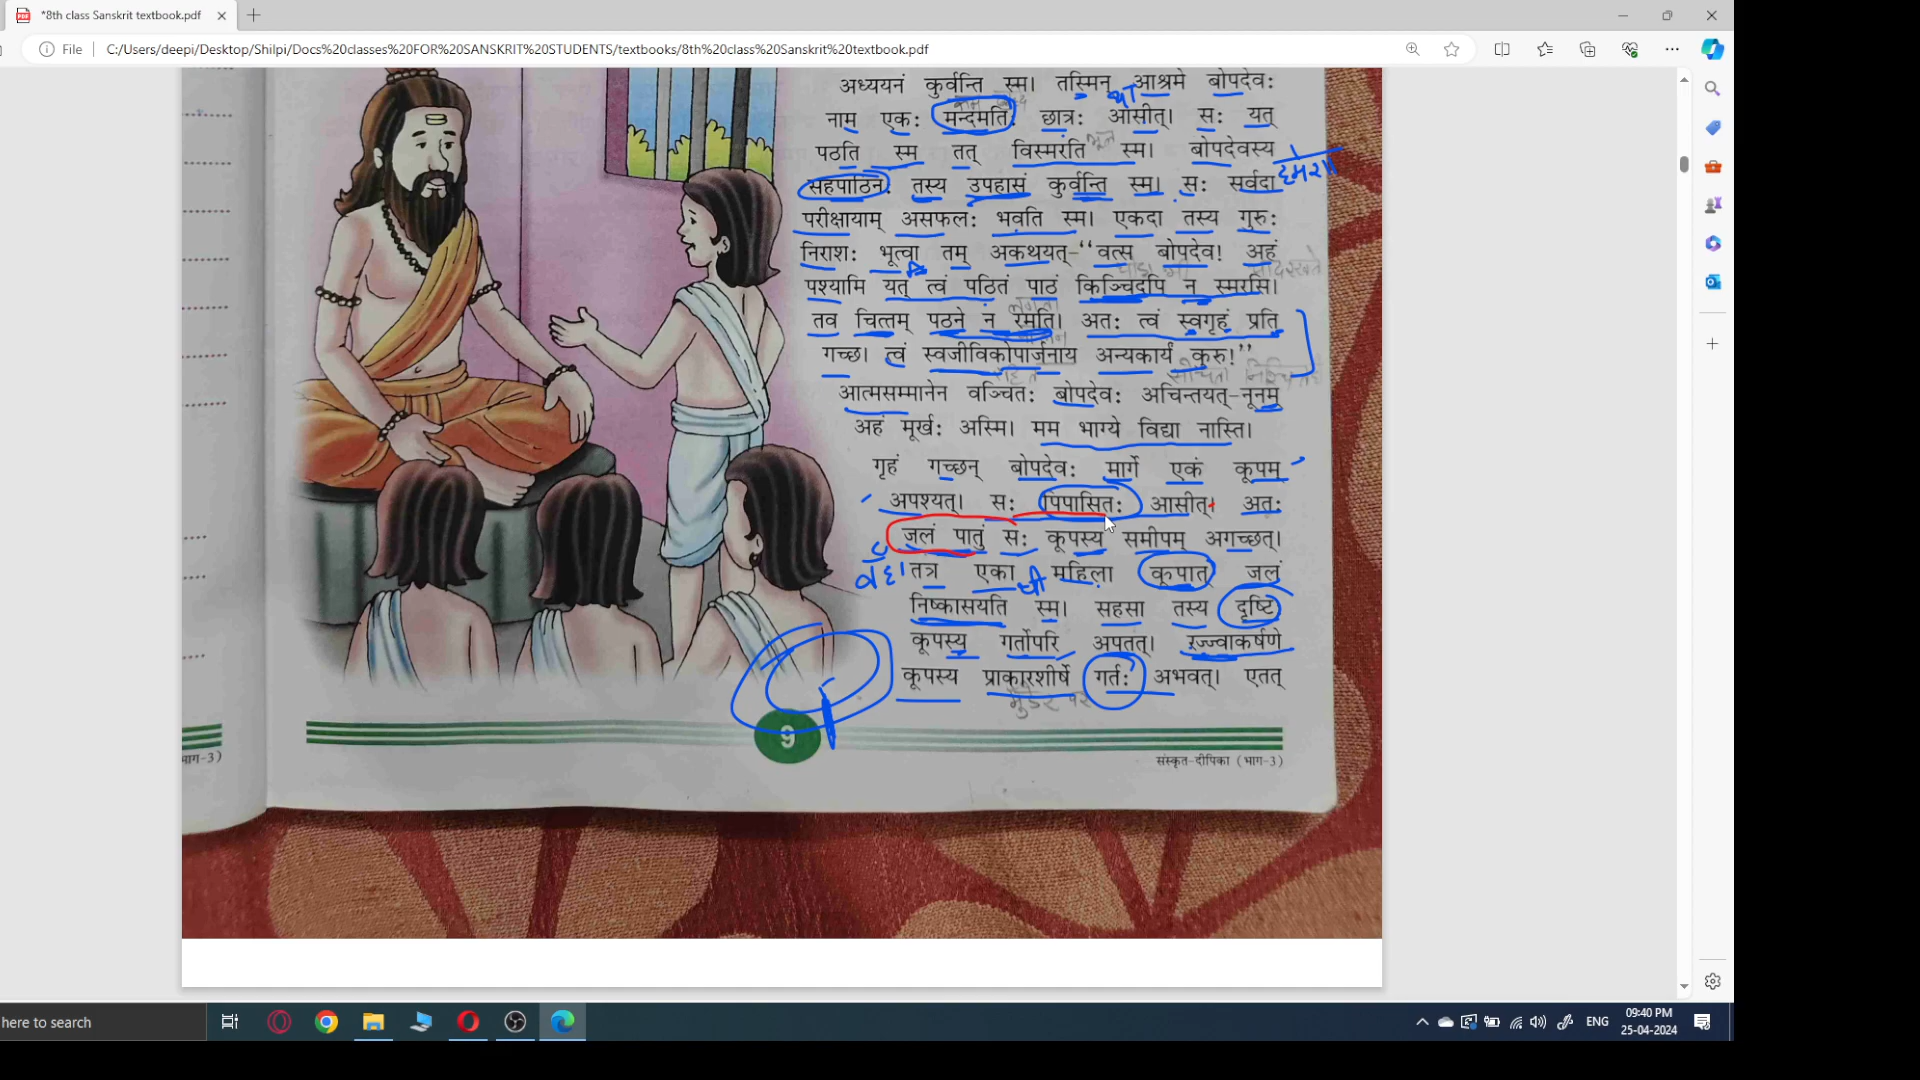 *8th class Sanskrit textbook.pdf
File
C:/Users/deepi/Desktop/Shilpi/Docs%20classes%20FOR%20SANSKRIT%20STUDENTS/textbooks/8th%20class%20Sanskrit%20textbook.pdf
अध्ययनं कुर्वन्ति स्म। तस्मिन् आश्रमे बोपदेवः
था
नाम एकः मन्दमतिः छात्रः आसीत्। सः यत्
भूल
पठति स्म तत् विस्मरति स्म। बोपदेवस्य
हमेशा
सहपाठिनः तस्य उपहासं कुर्वन्ति स्म। सः सर्वदा
परीक्षायाम् असफलः भवति स्म। एकदा तस्य गुरुः
निराशः भूत्वा तम् अकथयत्-“वत्स बोपदेव! अहं
पश्यामि यत् त्वं पठितं पाठं किञ्चिदपि न स्मरसि।
लगता
तव चित्तम् पठने न रमति। अतः त्वं स्वगृहं प्रति
गच्छ। त्वं स्वजीविकोपार्जनाय अन्यकार्यं कुरु!”
रहित
आत्मसम्मानेन वञ्चितः बोपदेवः अचिन्तयत्-नूनम्
अहं मूर्खः अस्मि। मम भाग्ये विद्या नास्ति।
गृहं गच्छन् बोपदेवः मार्गे एकं कूपम्
अपश्यत्। सः पिपासितः आसीत्। अतः
जलं पातुं सः कूपस्य समीपम् अगच्छत्।
वहाँ
तत्र एका महिला कूपात् जलं
थी
निष्कासयति स्म। सहसा तस्य दृष्टि
कूपस्य गर्तोपरि अपतत्। रज्ज्वाकर्षणे
कूपस्य प्राकारशीर्षे गर्तः अभवत्। एतत्
मुंडेर पर
9
भाग-3)
संस्कृत-दीपिका (भाग-3)
here to search
ENG
09:40 PM
25-04-2024